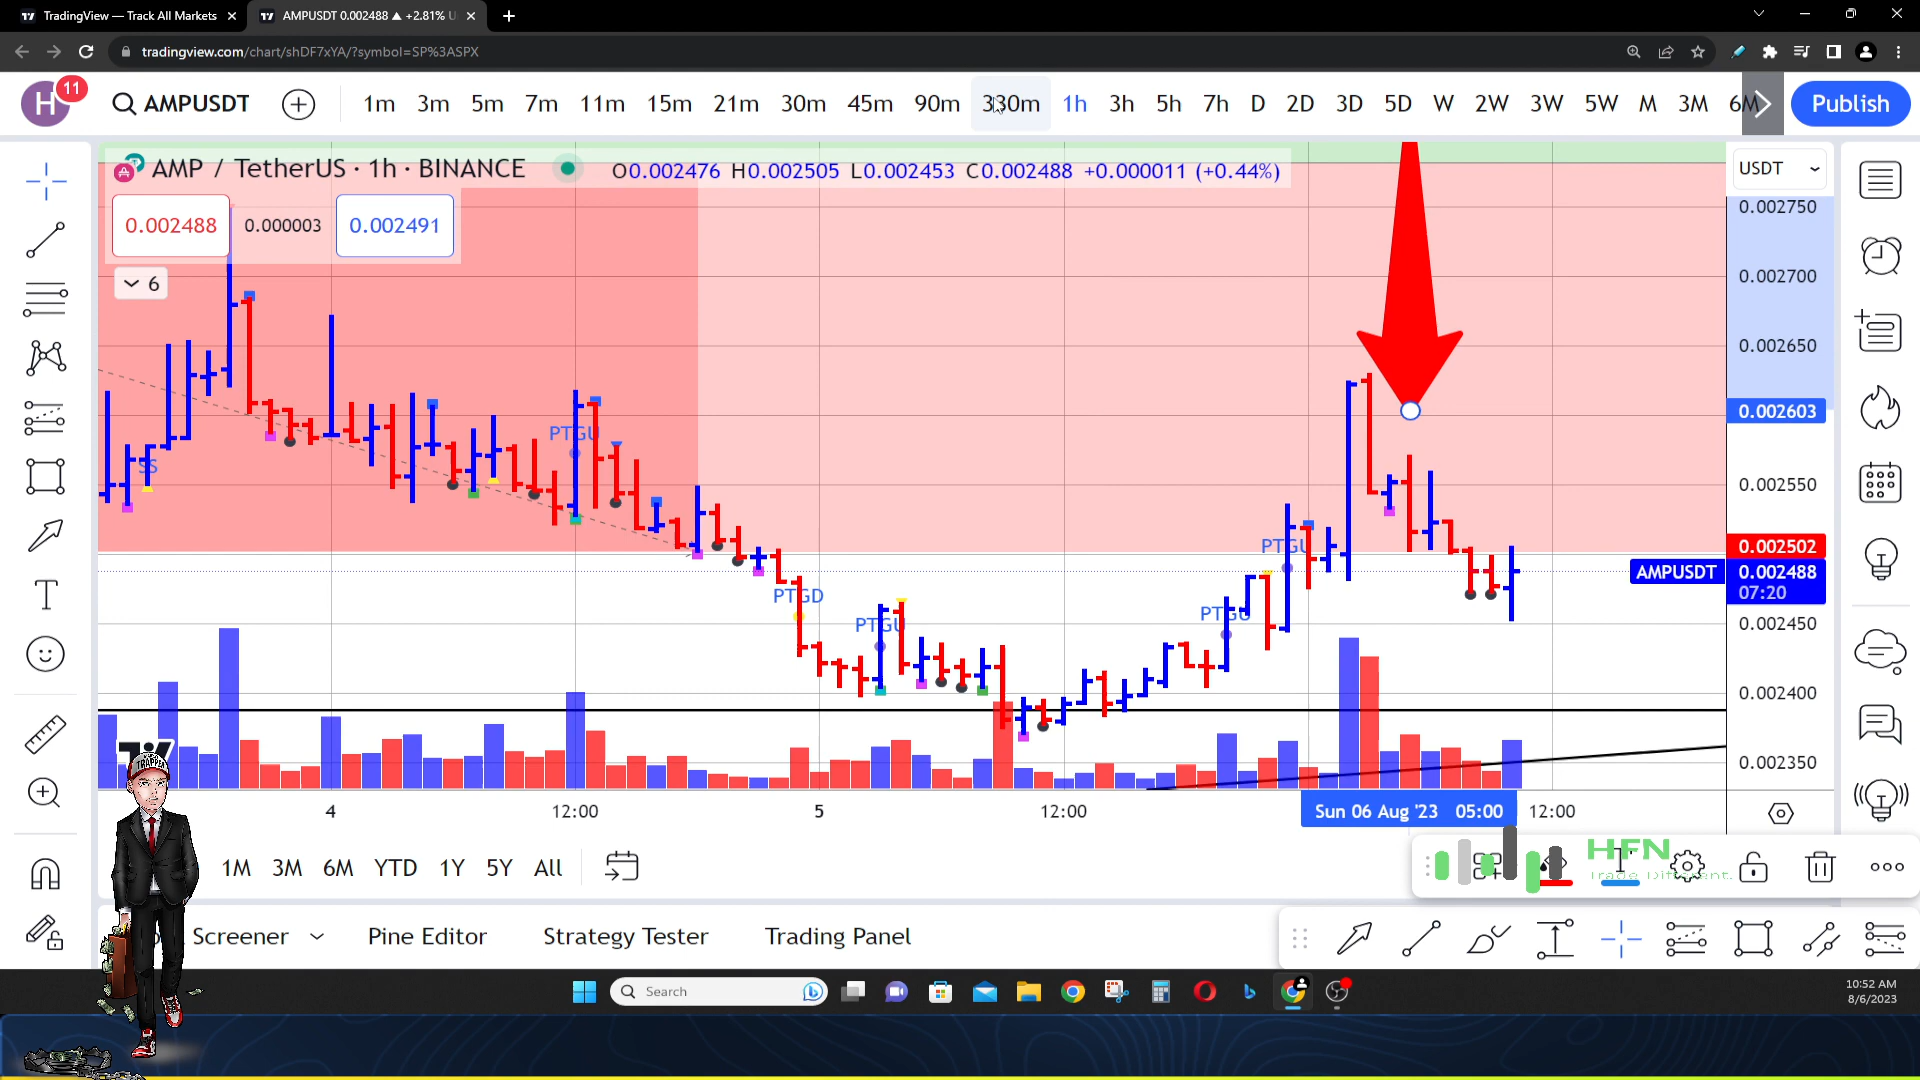 TradingView — Track All Markets
AMPUSDT 0.002488 ▲ +2.81% U
tradingview.com/chart/shDF7xYA/?symbol=SP%3ASPX
H 11 AMPUSDT 1m 3m 5m 7m 11m 15m 21m 30m 45m 90m 330m 1h 3h 5h 7h D 2D 3D 5D W 2W 3W 5W M 3M 6M Publish
AMP / TetherUS · 1h · BINANCE O0.002476 H0.002505 L0.002453 C0.002488 +0.000011 (+0.44%)
USDT
0.002488 0.000003 0.002491
6
0.002750
0.002700
0.002650
0.002603
0.002550
0.002502
AMPUSDT 0.002488
07:20
0.002450
0.002400
0.002350
SS
PTGU
PTGD
PTGU
PTGU
PTGU
4 12:00 5 12:00 Sun 06 Aug '23 05:00 12:00
TRAPPER
1M 3M 6M YTD 1Y 5Y All
HFN
Trade Different.
Screener Pine Editor Strategy Tester Trading Panel
Search
10:52 AM
8/6/2023